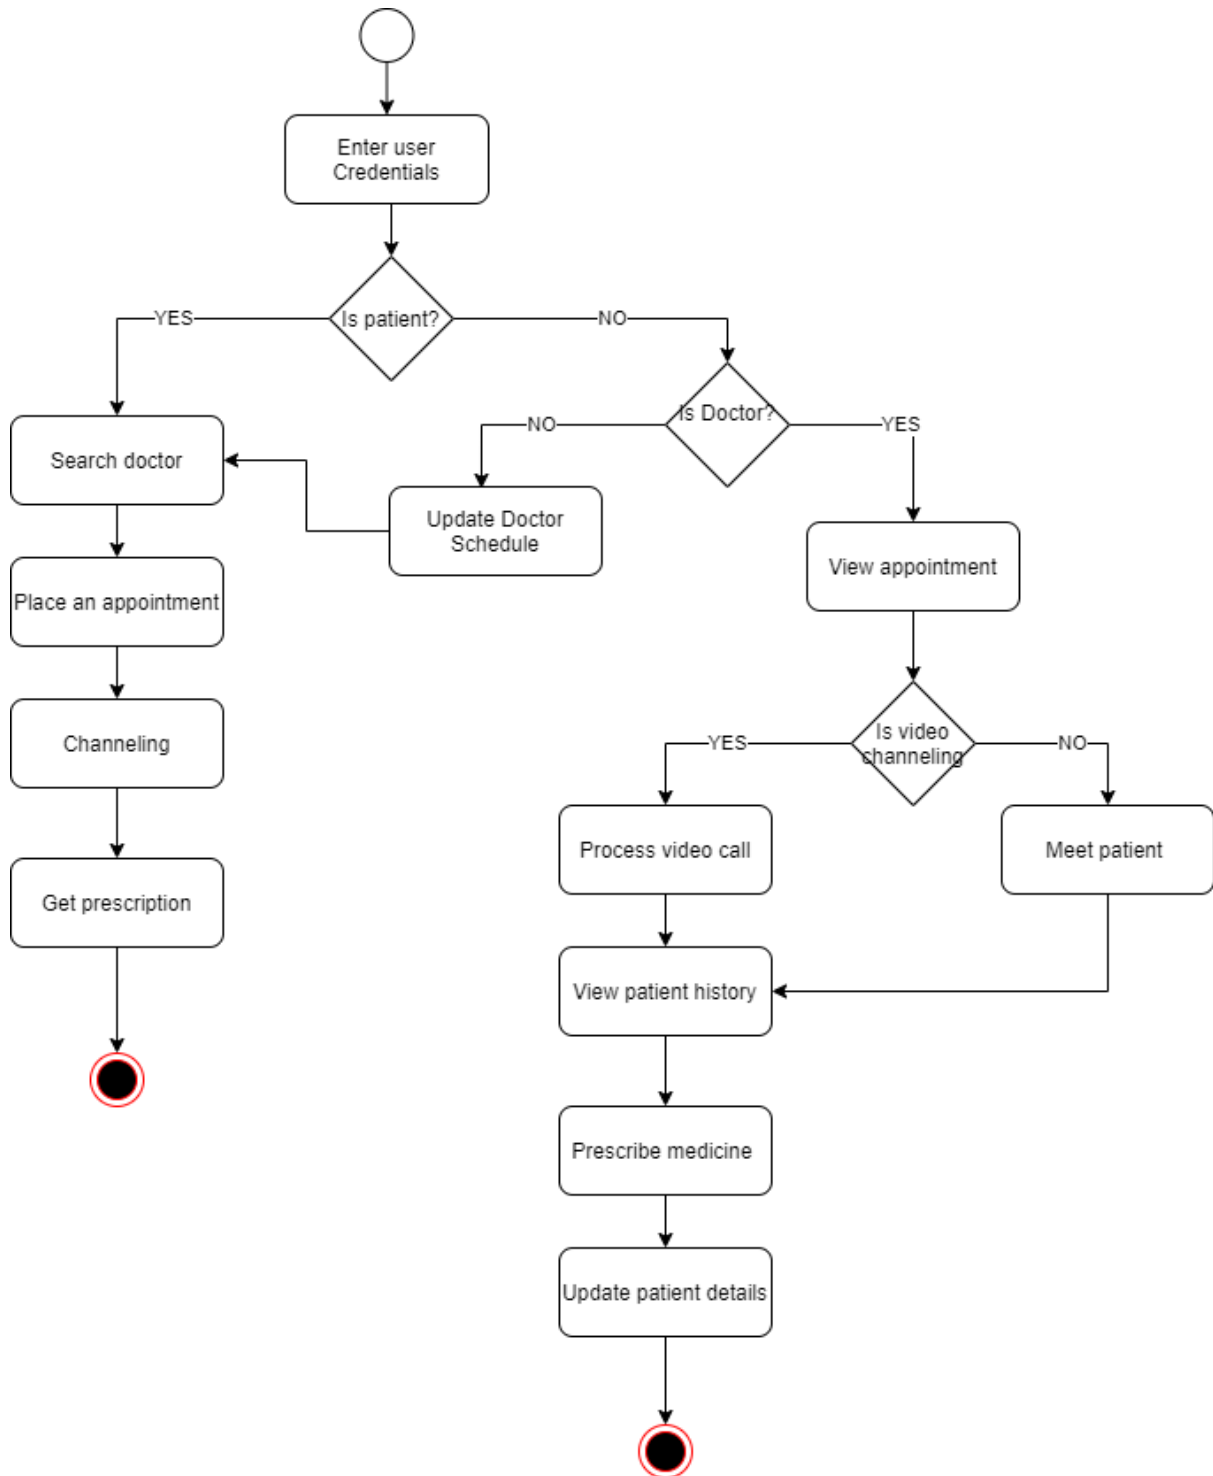 Enter user
Credentials
Is patient?
YES
NO
Is Doctor?
NO
YES
Search doctor
Update Doctor
Schedule
View appointment
Place an appointment
Channeling
Is video
channeling
YES
NO
Process video call
Meet patient
Get prescription
View patient history
Prescribe medicine
Update patient details